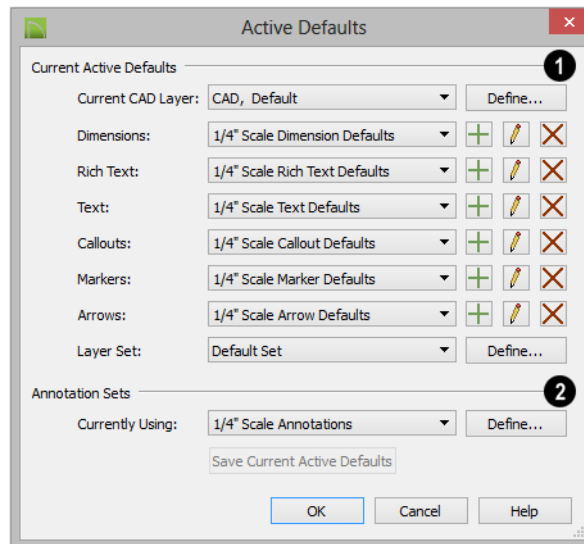 Active Defaults
Current Active Defaults 1
Current CAD Layer: CAD, Default Define...
Dimensions: 1/4" Scale Dimension Defaults
Rich Text: 1/4" Scale Rich Text Defaults
Text: 1/4" Scale Text Defaults
Callouts: 1/4" Scale Callout Defaults
Markers: 1/4" Scale Marker Defaults
Arrows: 1/4" Scale Arrow Defaults
Layer Set: Default Set Define...
Annotation Sets 2
Currently Using: 1/4" Scale Annotations Define...
Save Current Active Defaults
OK Cancel Help